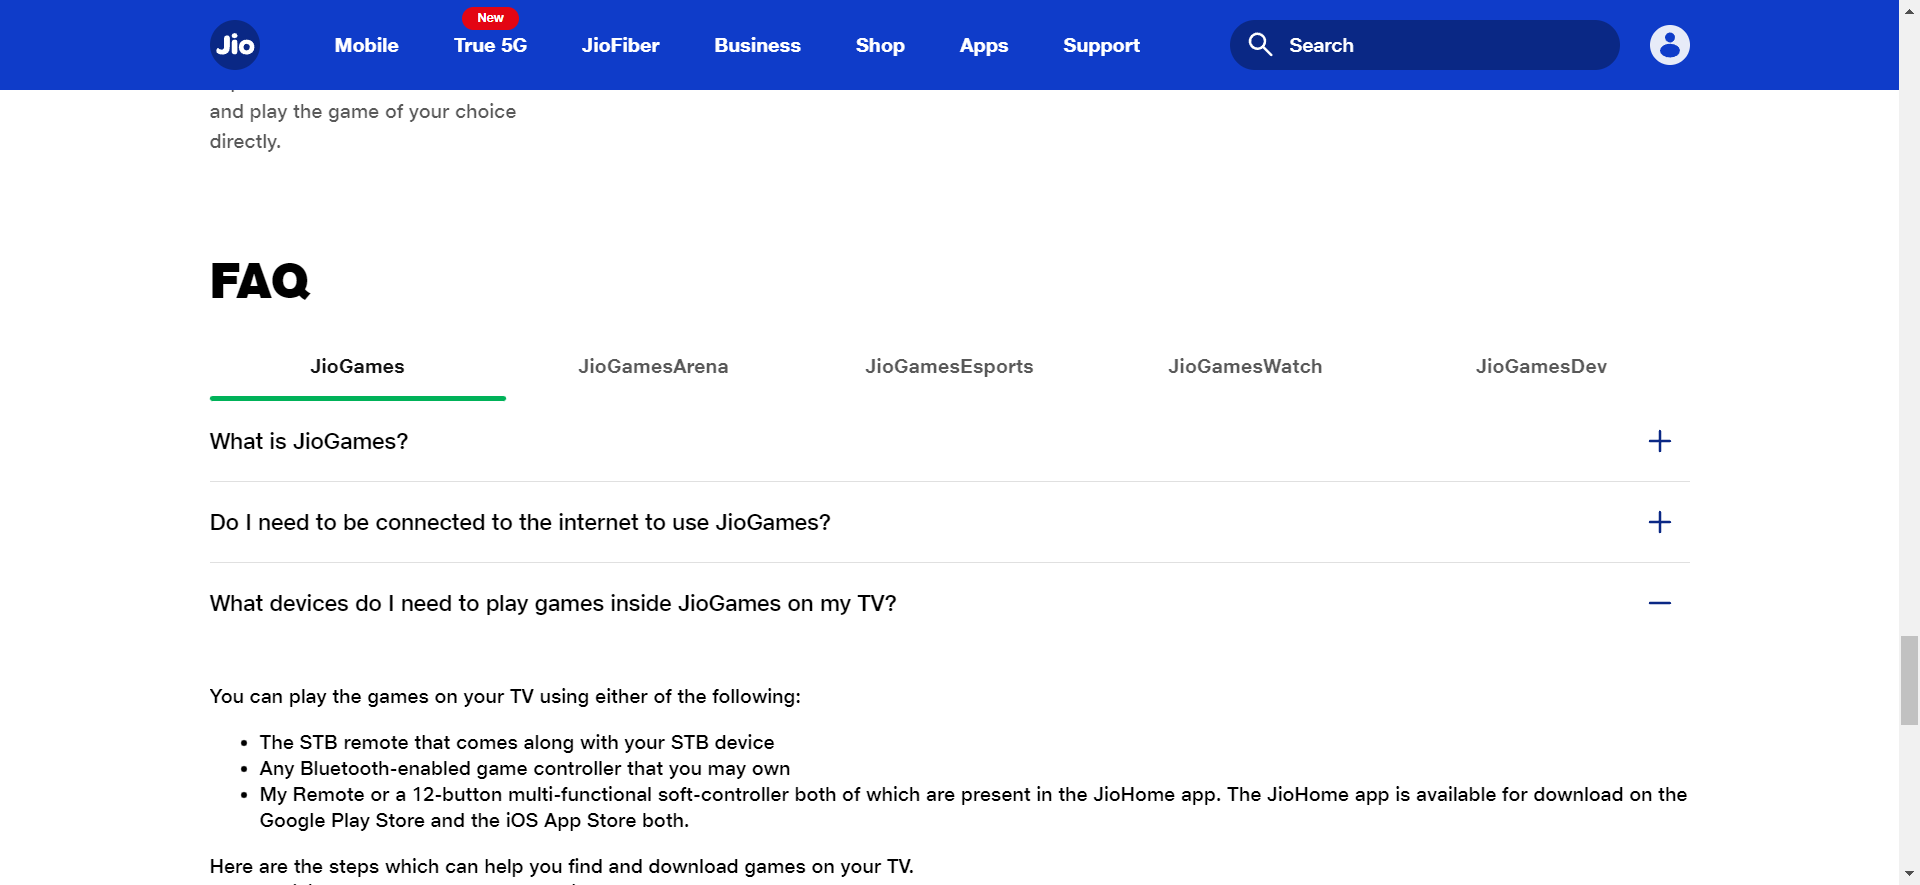 Jio
Mobile
New
True 5G
JioFiber
Business
Shop
Apps
Support
Search
and play the game of your choice
directly.
FAQ
JioGames
JioGamesArena
JioGamesEsports
JioGamesWatch
JioGamesDev
What is JioGames?
Do I need to be connected to the internet to use JioGames?
What devices do I need to play games inside JioGames on my TV?
You can play the games on your TV using either of the following:
• The STB remote that comes along with your STB device
• Any Bluetooth-enabled game controller that you may own
• My Remote or a 12-button multi-functional soft-controller both of which are present in the JioHome app. The JioHome app is available for download on the
Google Play Store and the iOS App Store both.
Here are the steps which can help you find and download games on your TV.